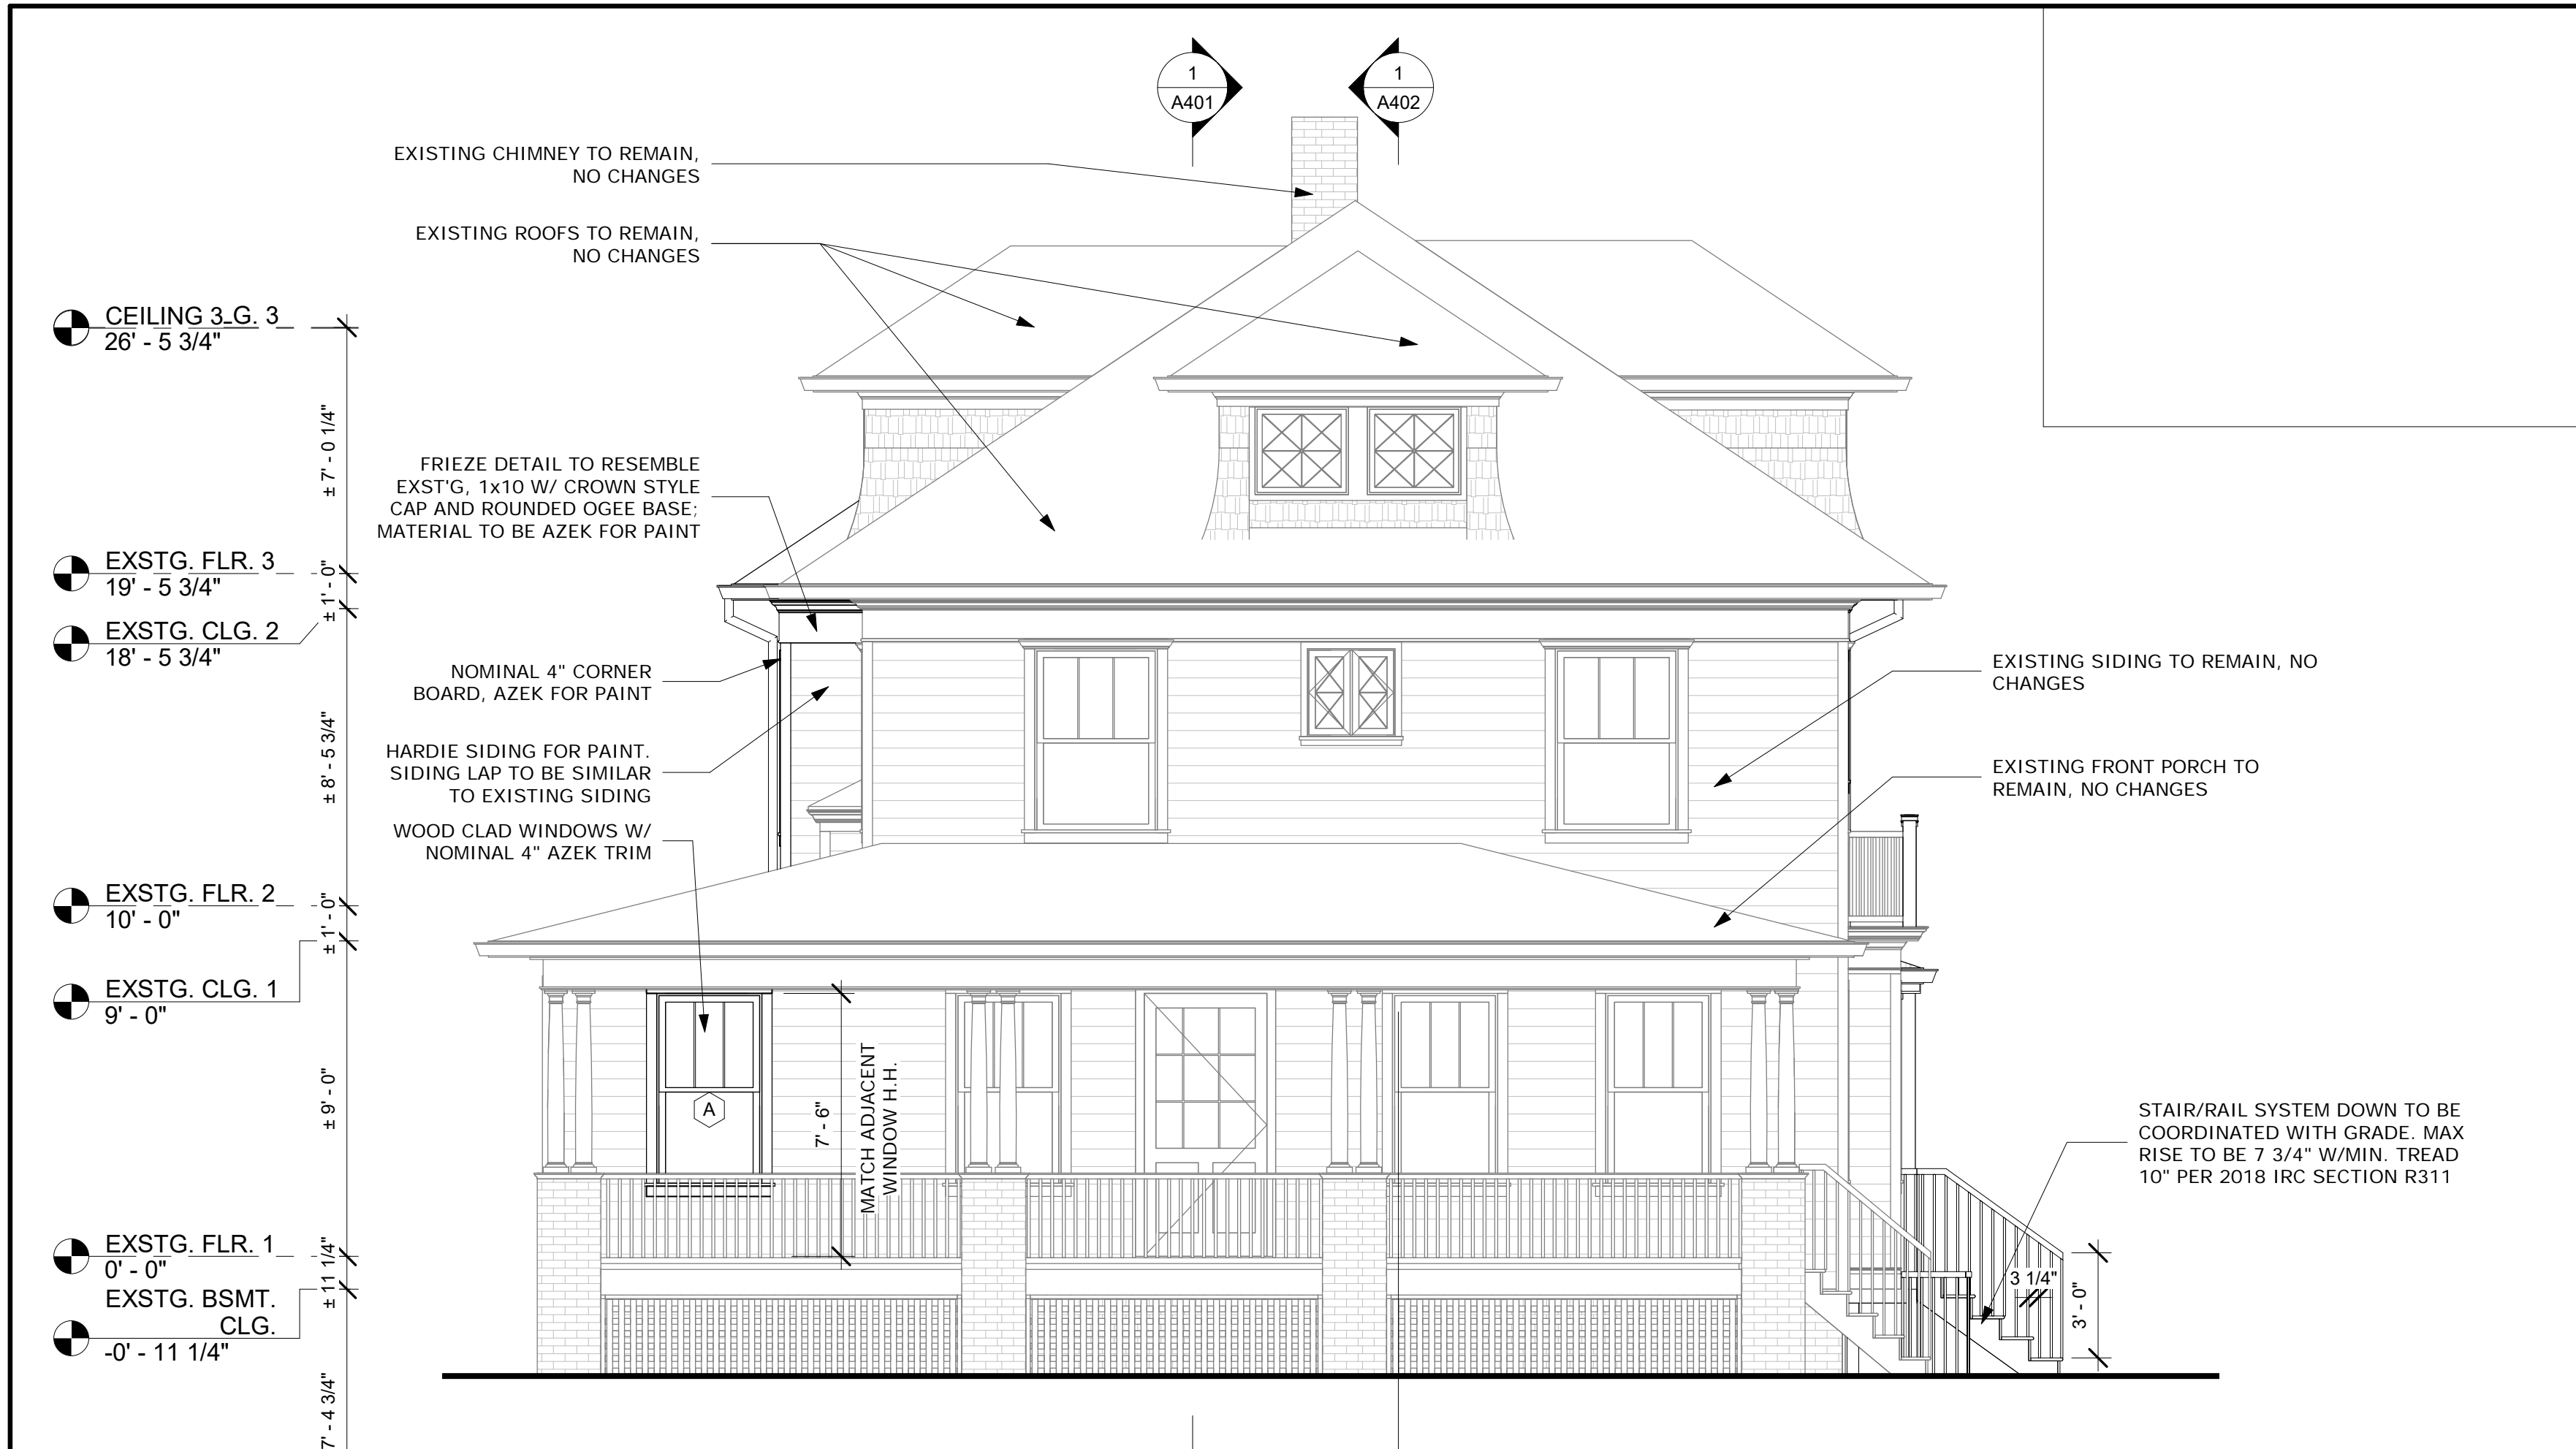 1
A401
1
A402
EXISTING CHIMNEY TO REMAIN,
NO CHANGES
EXISTING ROOFS TO REMAIN,
NO CHANGES
CEILING 3
G. 3
26' - 5 3/4"
± 7' - 0 1/4"
FRIEZE DETAIL TO RESEMBLE
EXST'G, 1x10 W/ CROWN STYLE
CAP AND ROUNDED OGEE BASE;
MATERIAL TO BE AZEK FOR PAINT
EXSTG. FLR. 3
19' - 5 3/4"
± 1' - 0"
EXSTG. CLG. 2
18' - 5 3/4"
NOMINAL 4" CORNER
BOARD, AZEK FOR PAINT
EXISTING SIDING TO REMAIN, NO
CHANGES
± 8' - 5 3/4"
HARDIE SIDING FOR PAINT.
SIDING LAP TO BE SIMILAR
TO EXISTING SIDING
EXISTING FRONT PORCH TO
REMAIN, NO CHANGES
WOOD CLAD WINDOWS W/
NOMINAL 4" AZEK TRIM
EXSTG. FLR. 2
10' - 0"
± 1' - 0"
EXSTG. CLG. 1
9' - 0"
± 9' - 0"
A
7' - 6"
MATCH ADJACENT
WINDOW H.H.
STAIR/RAIL SYSTEM DOWN TO BE
COORDINATED WITH GRADE. MAX
RISE TO BE 7 3/4" W/MIN. TREAD
10" PER 2018 IRC SECTION R311
EXSTG. FLR. 1
0' - 0"
± 11 1/4"
EXSTG. BSMT.
CLG.
-0' - 11 1/4"
3 1/4"
3' - 0"
7' - 4 3/4"